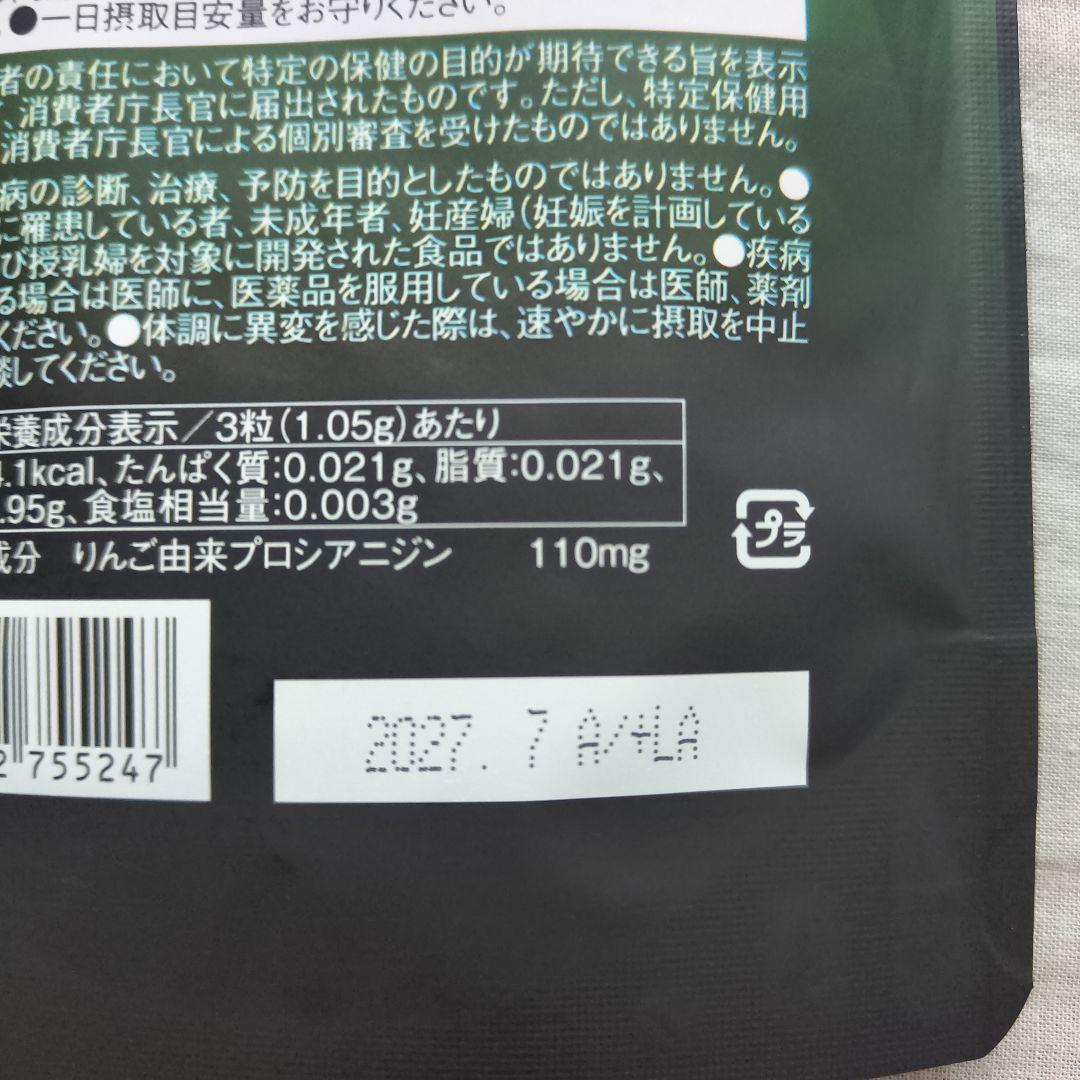 ●一日摂取目安量をお守りください。
者の責任において特定の保健の目的が期待できる旨を表示
、消費者庁長官に届出されたものです。ただし、特定保健用
消費者庁長官による個別審査を受けたものではありません。
病の診断、治療、予防を目的としたものではありません。●
に罹患している者、未成年者、妊産婦(妊娠を計画している
び授乳婦を対象に開発された食品ではありません。●疾病
る場合は医師に、医薬品を服用している場合は医師、薬剤
ください。●体調に異変を感じた際は、速やかに摂取を中止
談してください。
栄養成分表示/3粒(1.05g)あたり
4.1kcal、たんぱく質:0.021g、脂質:0.021g、
.95g、食塩相当量:0.003g
成分 りんご由来プロシアニジン 110mg
プラ
2 755247
2027. 7 A/4LA